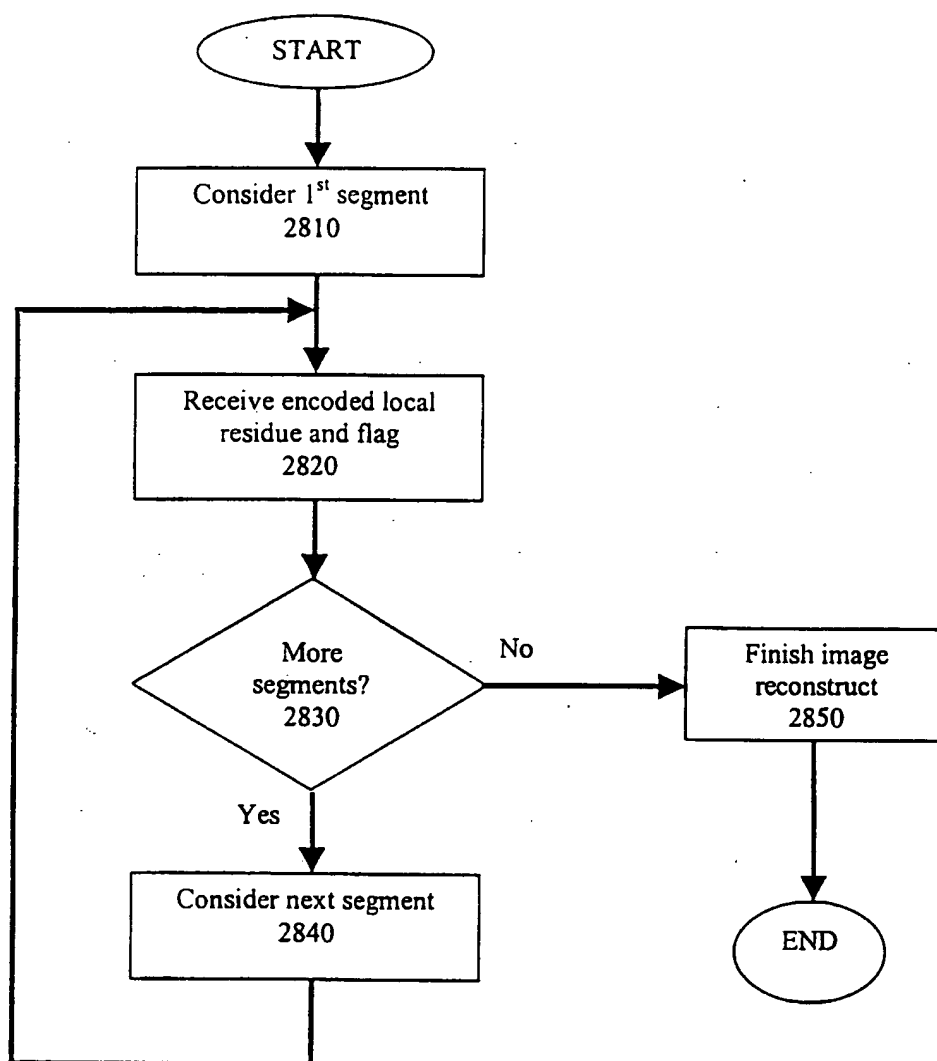 START
Consider 1st segment
2810
Receive encoded local
residue and flag
2820
More
segments?
2830
No
Finish image
reconstruct
2850
Yes
Consider next segment
2840
END